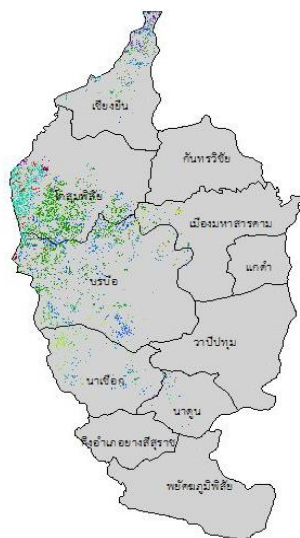 เชียงยืน
กันทรวิชัย
โกสุมพิสัย
เมืองมหาสารคาม
แกดำ
บรบือ
วาปีปทุม
นาเชือก
นาดูน
กิ่งอำเภอยางสีสุราช
พยัคฆภูมิพิสัย